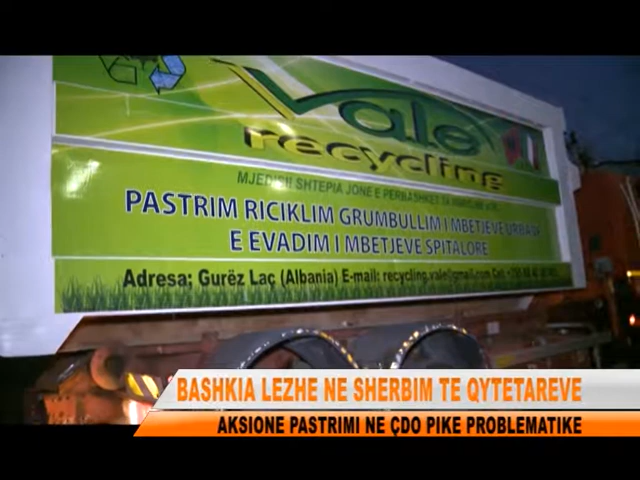 Vale
recycling
MJEDISI SHTEPIA JONE E PERBASHKET
PASTRIM RICIKLIM GRUMBULLIM I MBETJEVE URBANE
E EVADIM I MBETJEVE SPITALORE
Adresa; Gurëz Laç (Albania) E-mail: recycling.vale@gmail.com Cel:
BASHKIA LEZHE NE SHERBIM TE QYTETAREVE
AKSIONE PASTRIMI NE ÇDO PIKE PROBLEMATIKE